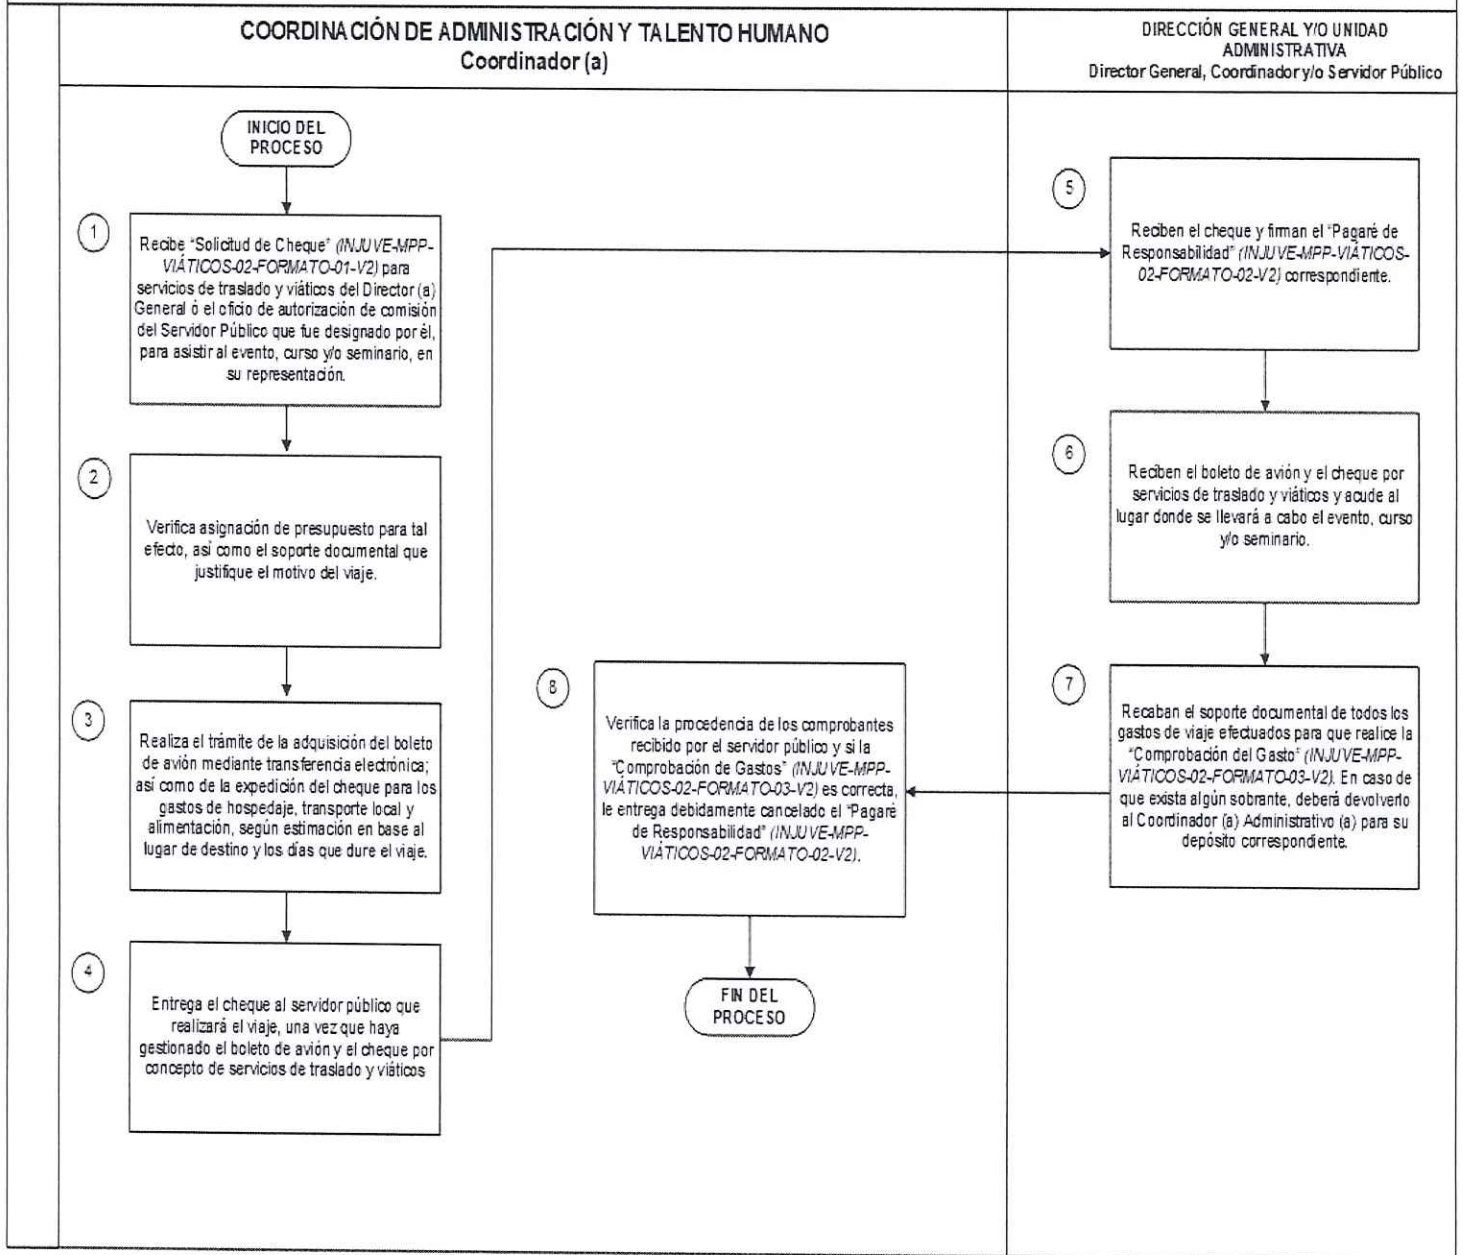 COORDINACIÓN DE ADMINISTRACIÓN Y TALENTO HUMANO
Coordinador (a)
DIRECCIÓN GENERAL Y/O UNIDAD
ADMINISTRATIVA
Director General, Coordinador y/o Servidor Público
INICIO DEL
PROCESO
1
Recibe "Solicitud de Cheque" (INJUVE-MPP-
VIÁTICOS-02-FORMATO-01-V2) para
servicios de traslado y viáticos del Director (a)
General ó el oficio de autorización de comisión
del Servidor Público que fue designado por él,
para asistir al evento, curso y/o seminario, en
su representación.
2
Verifica asignación de presupuesto para tal
efecto, así como el soporte documental que
justifique el motivo del viaje.
3
Realiza el trámite de la adquisición del boleto
de avión mediante transferencia electrónica;
así como de la expedición del cheque para los
gastos de hospedaje, transporte local y
alimentación, según estimación en base al
lugar de destino y los días que dure el viaje.
4
Entrega el cheque al servidor público que
realizará el viaje, una vez que haya
gestionado el boleto de avión y el cheque por
concepto de servicios de traslado y viáticos
5
Reciben el cheque y firman el "Pagaré de
Responsabilidad" (INJUVE-MPP-VIÁTICOS-
02-FORMATO-02-V2) correspondiente.
6
Reciben el boleto de avión y el cheque por
servicios de traslado y viáticos y acude al
lugar donde se llevará a cabo el evento, curso
y/o seminario.
7
Recaban el soporte documental de todos los
gastos de viaje efectuados para que realice la
"Comprobación del Gasto" (INJUVE-MPP-
VIÁTICOS-02-FORMATO-03-V2). En caso de
que exista algún sobrante, deberá devolverlo
al Coordinador (a) Administrativo (a) para su
depósito correspondiente.
8
Verifica la procedencia de los comprobantes
recibido por el servidor público y si la
"Comprobación de Gastos" (INJUVE-MPP-
VIÁTICOS-02-FORMATO-03-V2) es correcta,
le entrega debidamente cancelado el "Pagaré
de Responsabilidad" (INJUVE-MPP-
VIÁTICOS-02-FORMATO-02-V2).
FIN DEL
PROCESO